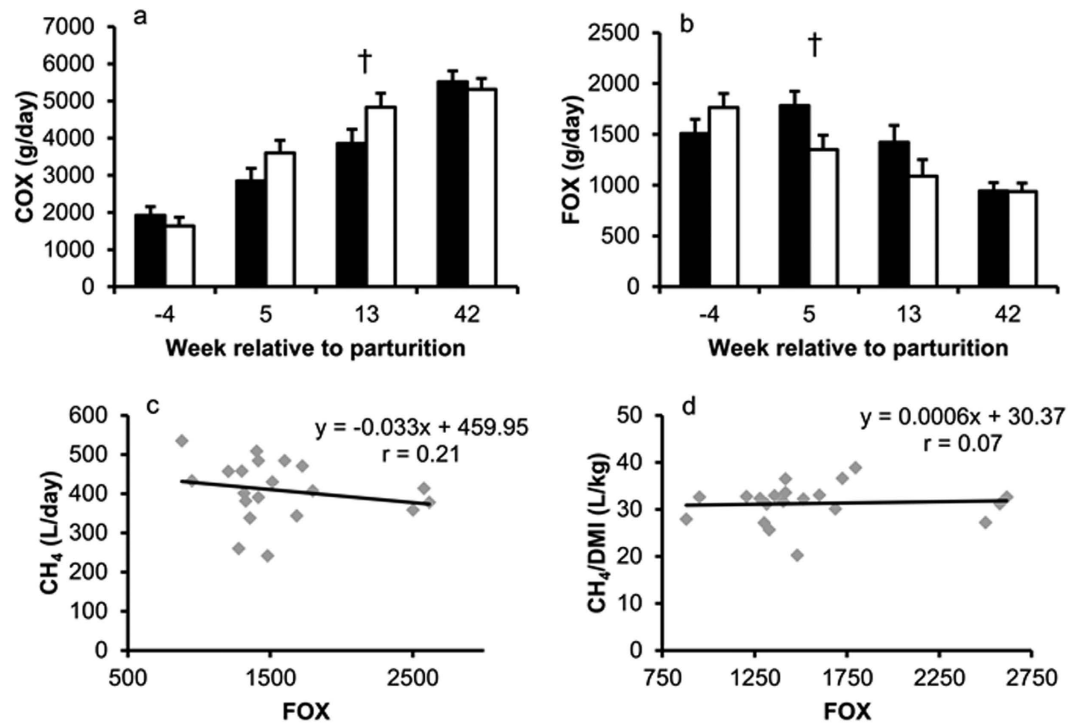 a
COX (g/day)
7000
6000
5000
4000
3000
2000
1000
0
†
-4 5 13 42
Week relative to parturition
b
FOX (g/day)
2500
2000
1500
1000
500
0
†
-4 5 13 42
Week relative to parturition
c
CH₄ (L/day)
600
500
400
300
200
100
0
y = -0.033x + 459.95
r = 0.21
500 1500 2500
FOX
d
CH₄/DMI (L/kg)
50
40
30
20
10
0
y = 0.0006x + 30.37
r = 0.07
750 1250 1750 2250 2750
FOX